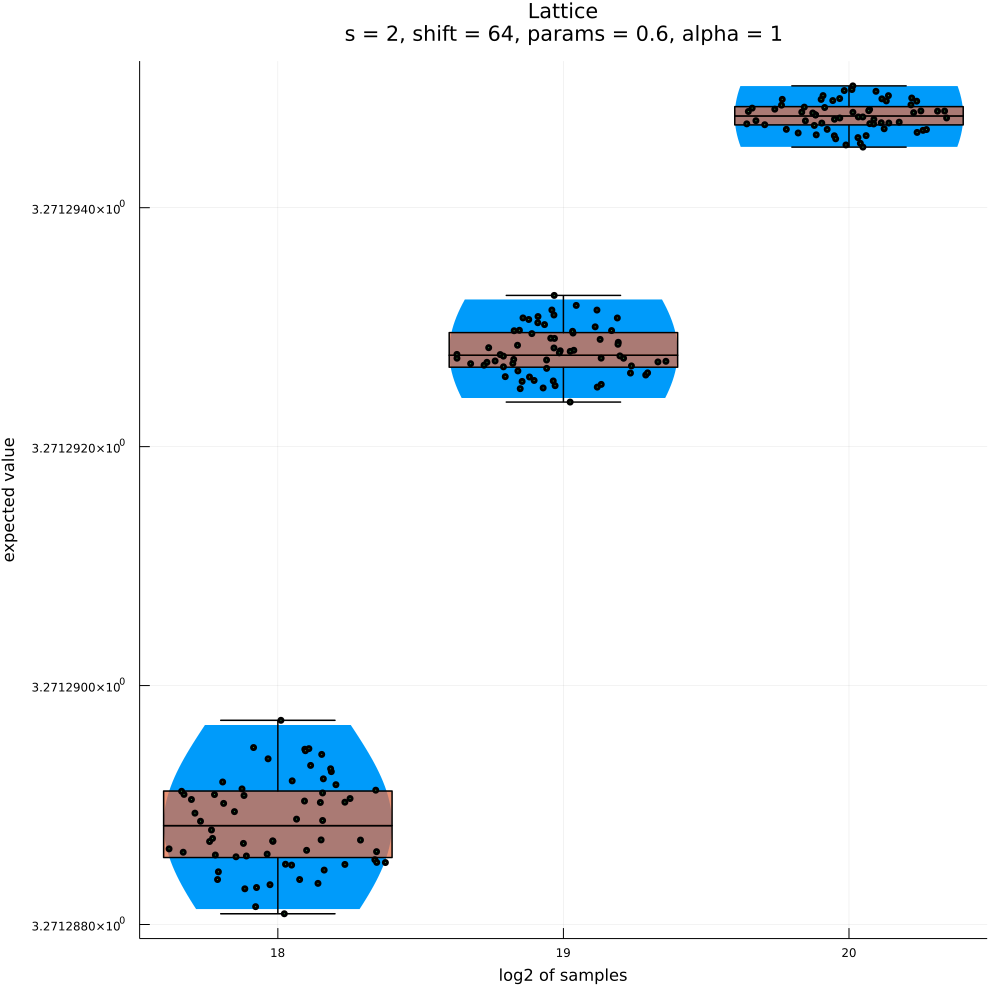 Lattice
s = 2, shift = 64, params = 0.6, alpha = 1
3.2712940×10⁰
3.2712920×10⁰
3.2712900×10⁰
3.2712880×10⁰
expected value
18 19 20
log2 of samples